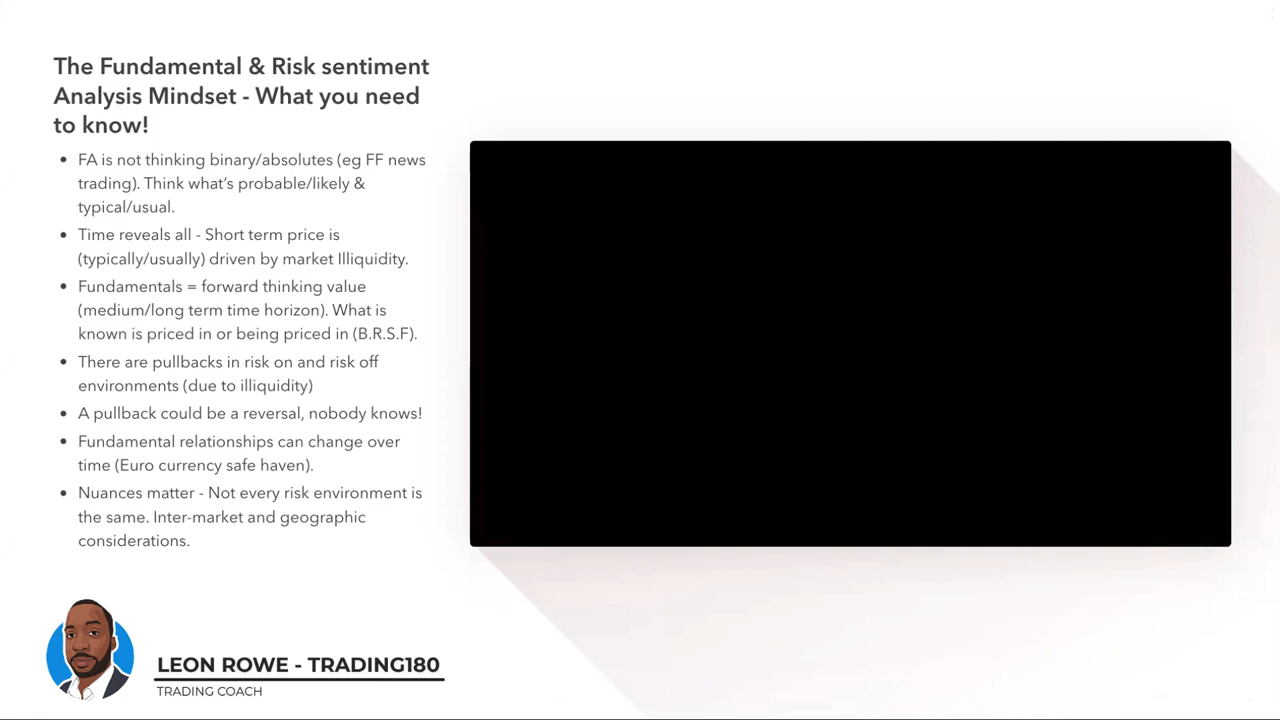 The Fundamental & Risk sentiment
Analysis Mindset - What you need
to know!
• FA is not thinking binary/absolutes (eg FF news
trading). Think what's probable/likely &
typical/usual.
• Time reveals all - Short term price is
(typically/usually) driven by market Illiquidity.
• Fundamentals = forward thinking value
(medium/long term time horizon). What is
known is priced in or being priced in (B.R.S.F).
• There are pullbacks in risk on and risk off
environments (due to illiquidity)
• A pullback could be a reversal, nobody knows!
• Fundamental relationships can change over
time (Euro currency safe haven).
• Nuances matter - Not every risk environment is
the same. Inter-market and geographic
considerations.
LEON ROWE - TRADING180
TRADING COACH